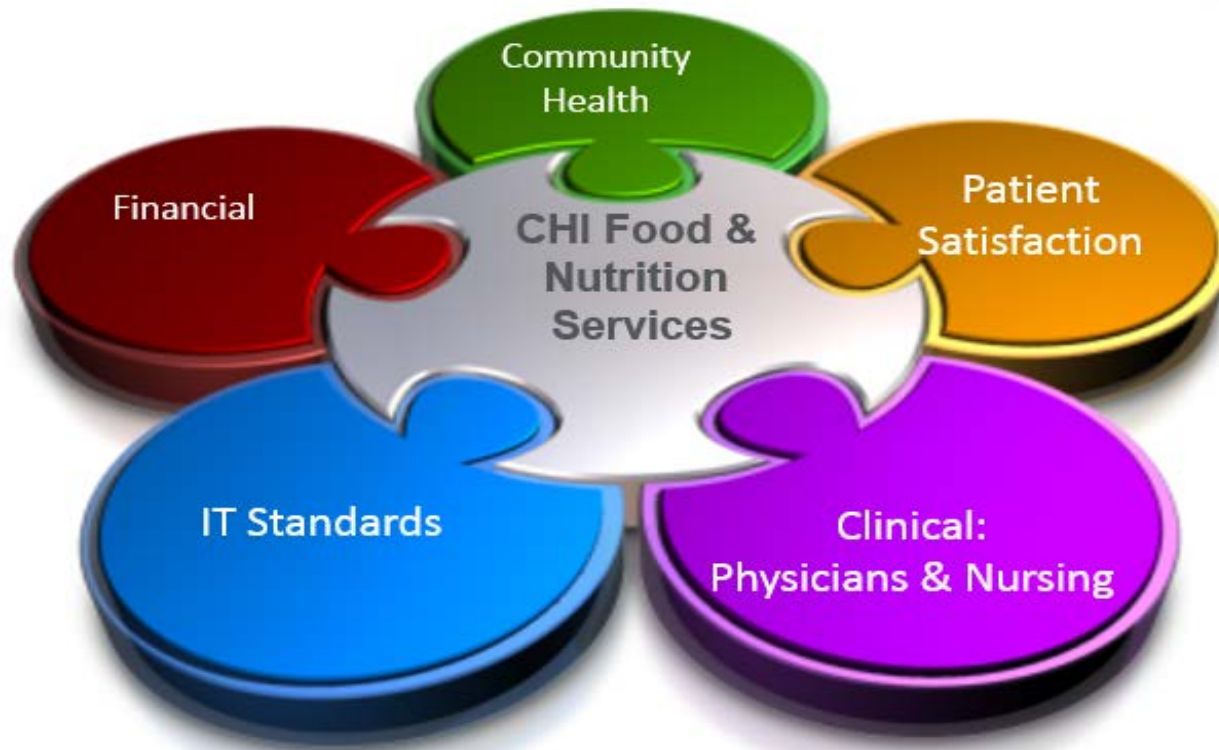 Community
Health
Financial
Patient
Satisfaction
CHI Food &
Nutrition
Services
IT Standards
Clinical:
Physicians & Nursing